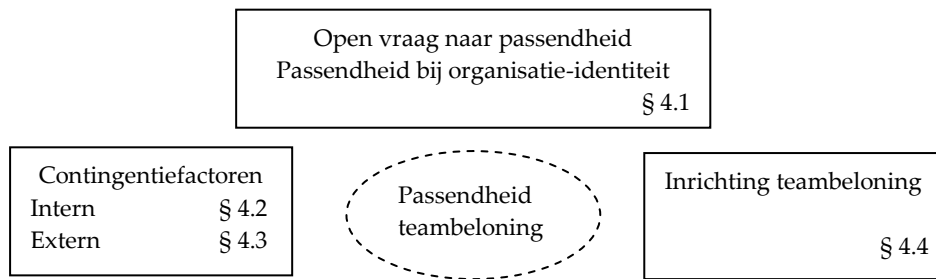 Open vraag naar passendheid
Passendheid bij organisatie-identiteit
§ 4.1
Contingentiefactoren
Intern § 4.2
Extern § 4.3
Passendheid
teambeloning
Inrichting teambeloning
§ 4.4